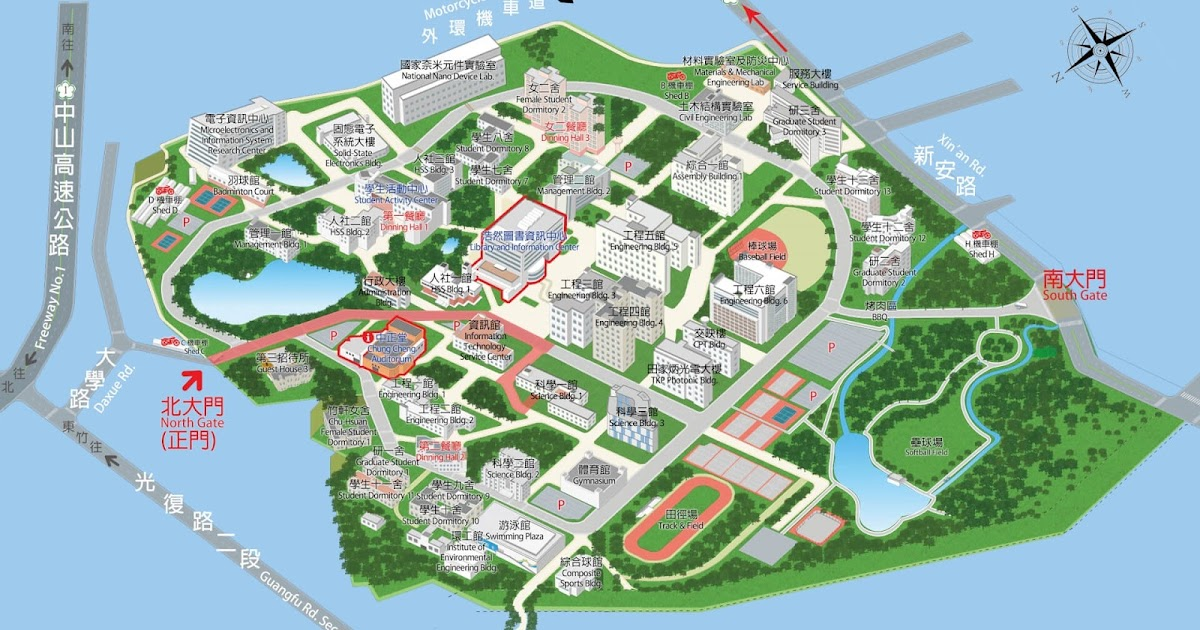 Motorcycle
外環機車道
南往
中山高速公路
Freeway No.1
往北
大學路
Daxue Rd.
往竹東
光復路二段
Guangfu Rd. Sec
新安路
Xin'an Rd.
國家奈米元件實驗室
National Nano Device Lab.
女二舍
Female Student
Dormitory 2
女二餐廳
Dinning Hall 3
材料實驗室及防災中心
Materials & Mechanical
Engineering Lab
B機車棚
Shed B
服務大樓
Service Building
土木結構實驗室
Civil Engineering Lab
研三舍
Graduate Student
Dormitory 3
電子資訊中心
Microelectronics and
Information System
Research Center
固態電子
系統大樓
Solid-State
Electronics Bldg.
學生八舍
Student Dormitory 8
人社三館
HSS Bldg. 3
學生七舍
Student Dormitory 7
綜合一館
Assembly Building 1
管理二館
Management Bldg. 2
P
學生十三舍
Student Dormitory 13
羽球館
Badminton Court
D機車棚
Shed D
P
學生活動中心
Student Activity Center
第一餐廳
Dinning Hall 1
人社二館
HSS Bldg. 2
管理一館
Management Bldg. 1
浩然圖書資訊中心
Library and Information Center
工程五館
Engineering Bldg. 5
棒球場
Baseball Field
學生十二舍
Student Dormitory 12
H機車棚
Shed H
研二舍
Graduate Student
Dormitory 2
南大門
South Gate
行政大樓
Administration
Bldg.
人社一館
HSS Bldg. 1
工程三館
Engineering Bldg. 3
工程六館
Engineering Bldg. 6
烤肉區
BBQ
工程四館
Engineering Bldg. 4
P
中正堂
Chung Cheng
Auditorium
P
資訊館
Information
Technology
Service Center
交映樓
CPT Bldg.
P
C機車棚
Shed C
第三招待所
Guest House 3
田家炳光電大樓
TKP Photonic Bldg.
工程一館
Engineering Bldg. 1
科學一館
Science Bldg. 1
P
北大門
North Gate
(正門)
竹軒女舍
Chu Hsuan
Female Student
Dormitory 1
工程二館
Engineering Bldg. 2
科學三館
Science Bldg. 3
第二餐廳
Dinning Hall 2
壘球場
Softball Field
研一舍
Graduate Student
Dormitory
科學二館
Science Bldg. 2
體育館
Gymnasium
學生十一舍
Student Dormitory 11
學生九舍
Student Dormitory 9
P
學生十舍
Student Dormitory 10
田徑場
Track & Field
游泳館
Swimming Plaza
環工館
Institute of
Environmental
Engineering Bldg.
綜合球館
Composite
Sports Bldg.